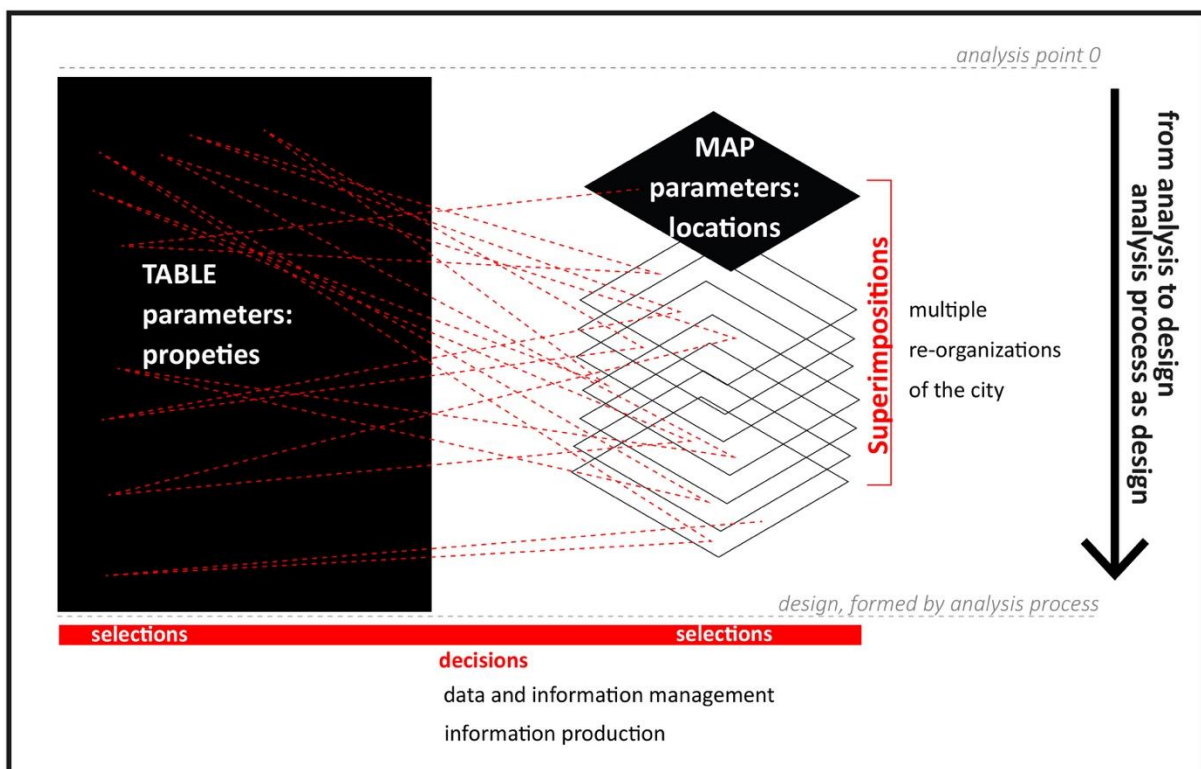 analysis point 0
MAP
parameters:
locations
TABLE
parameters:
propeties
Superimpositions
multiple
re-organizations
of the city
from analysis to design
analysis process as design
design, formed by analysis process
selections
selections
decisions
data and information management
information production